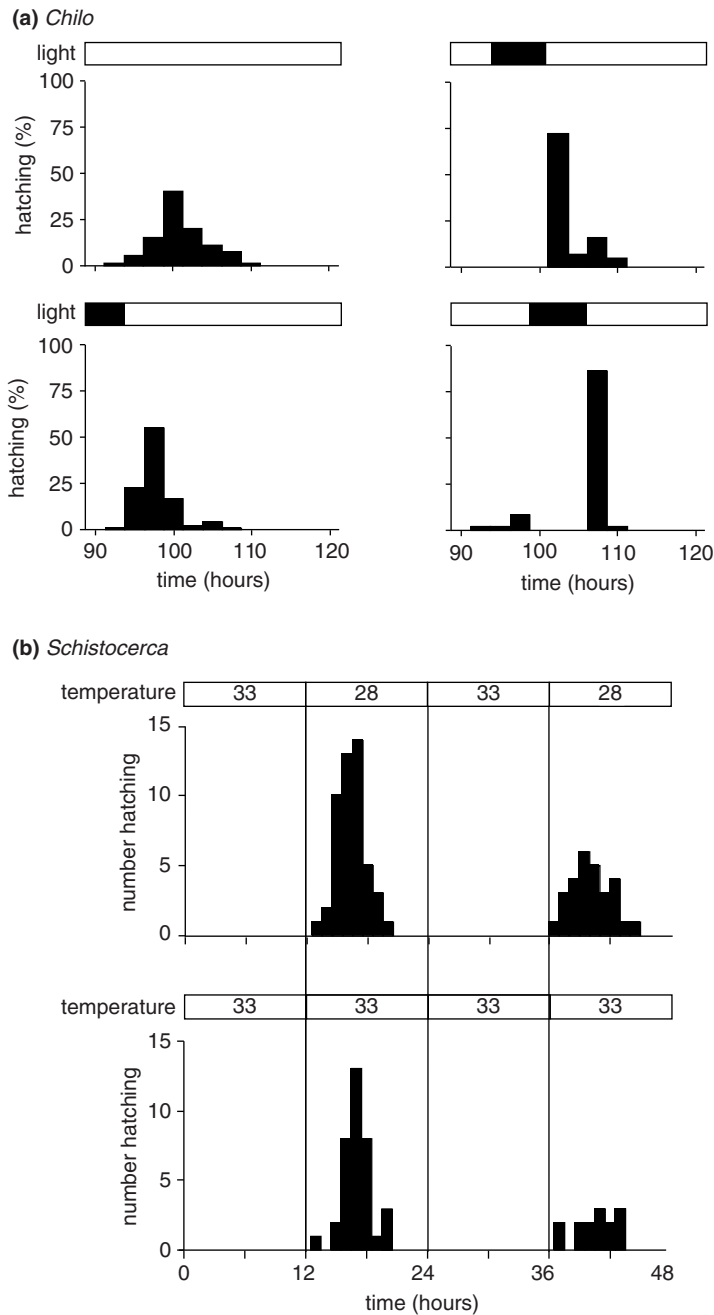 (a) Chilo
light
100
75
50
25
0
hatching (%)
light
100
75
50
25
0
hatching (%)
90 100 110 120
time (hours)
90 100 110 120
time (hours)
(b) Schistocerca
temperature 33 28 33 28
15
10
5
0
number hatching
temperature 33 33 33 33
15
10
5
0
number hatching
0 12 24 36 48
time (hours)